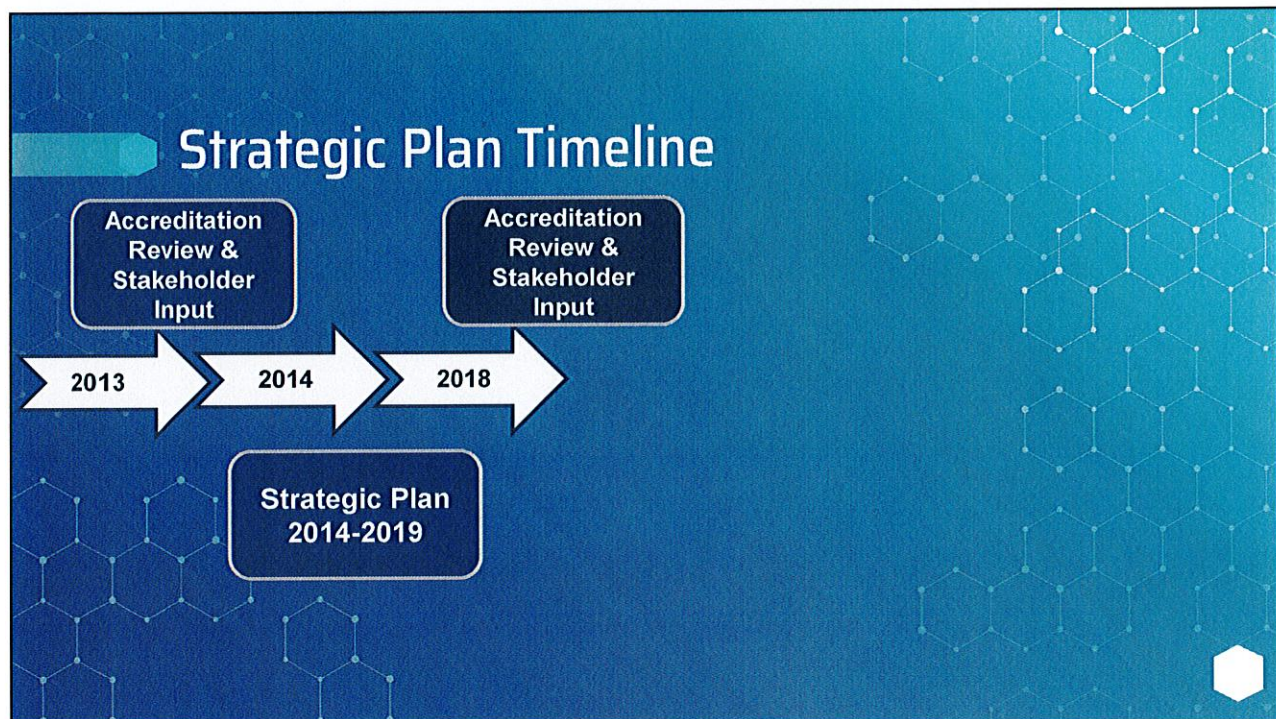 Strategic Plan Timeline
Accreditation
Review &
Stakeholder
Input
Accreditation
Review &
Stakeholder
Input
2013
2014
2018
Strategic Plan
2014-2019